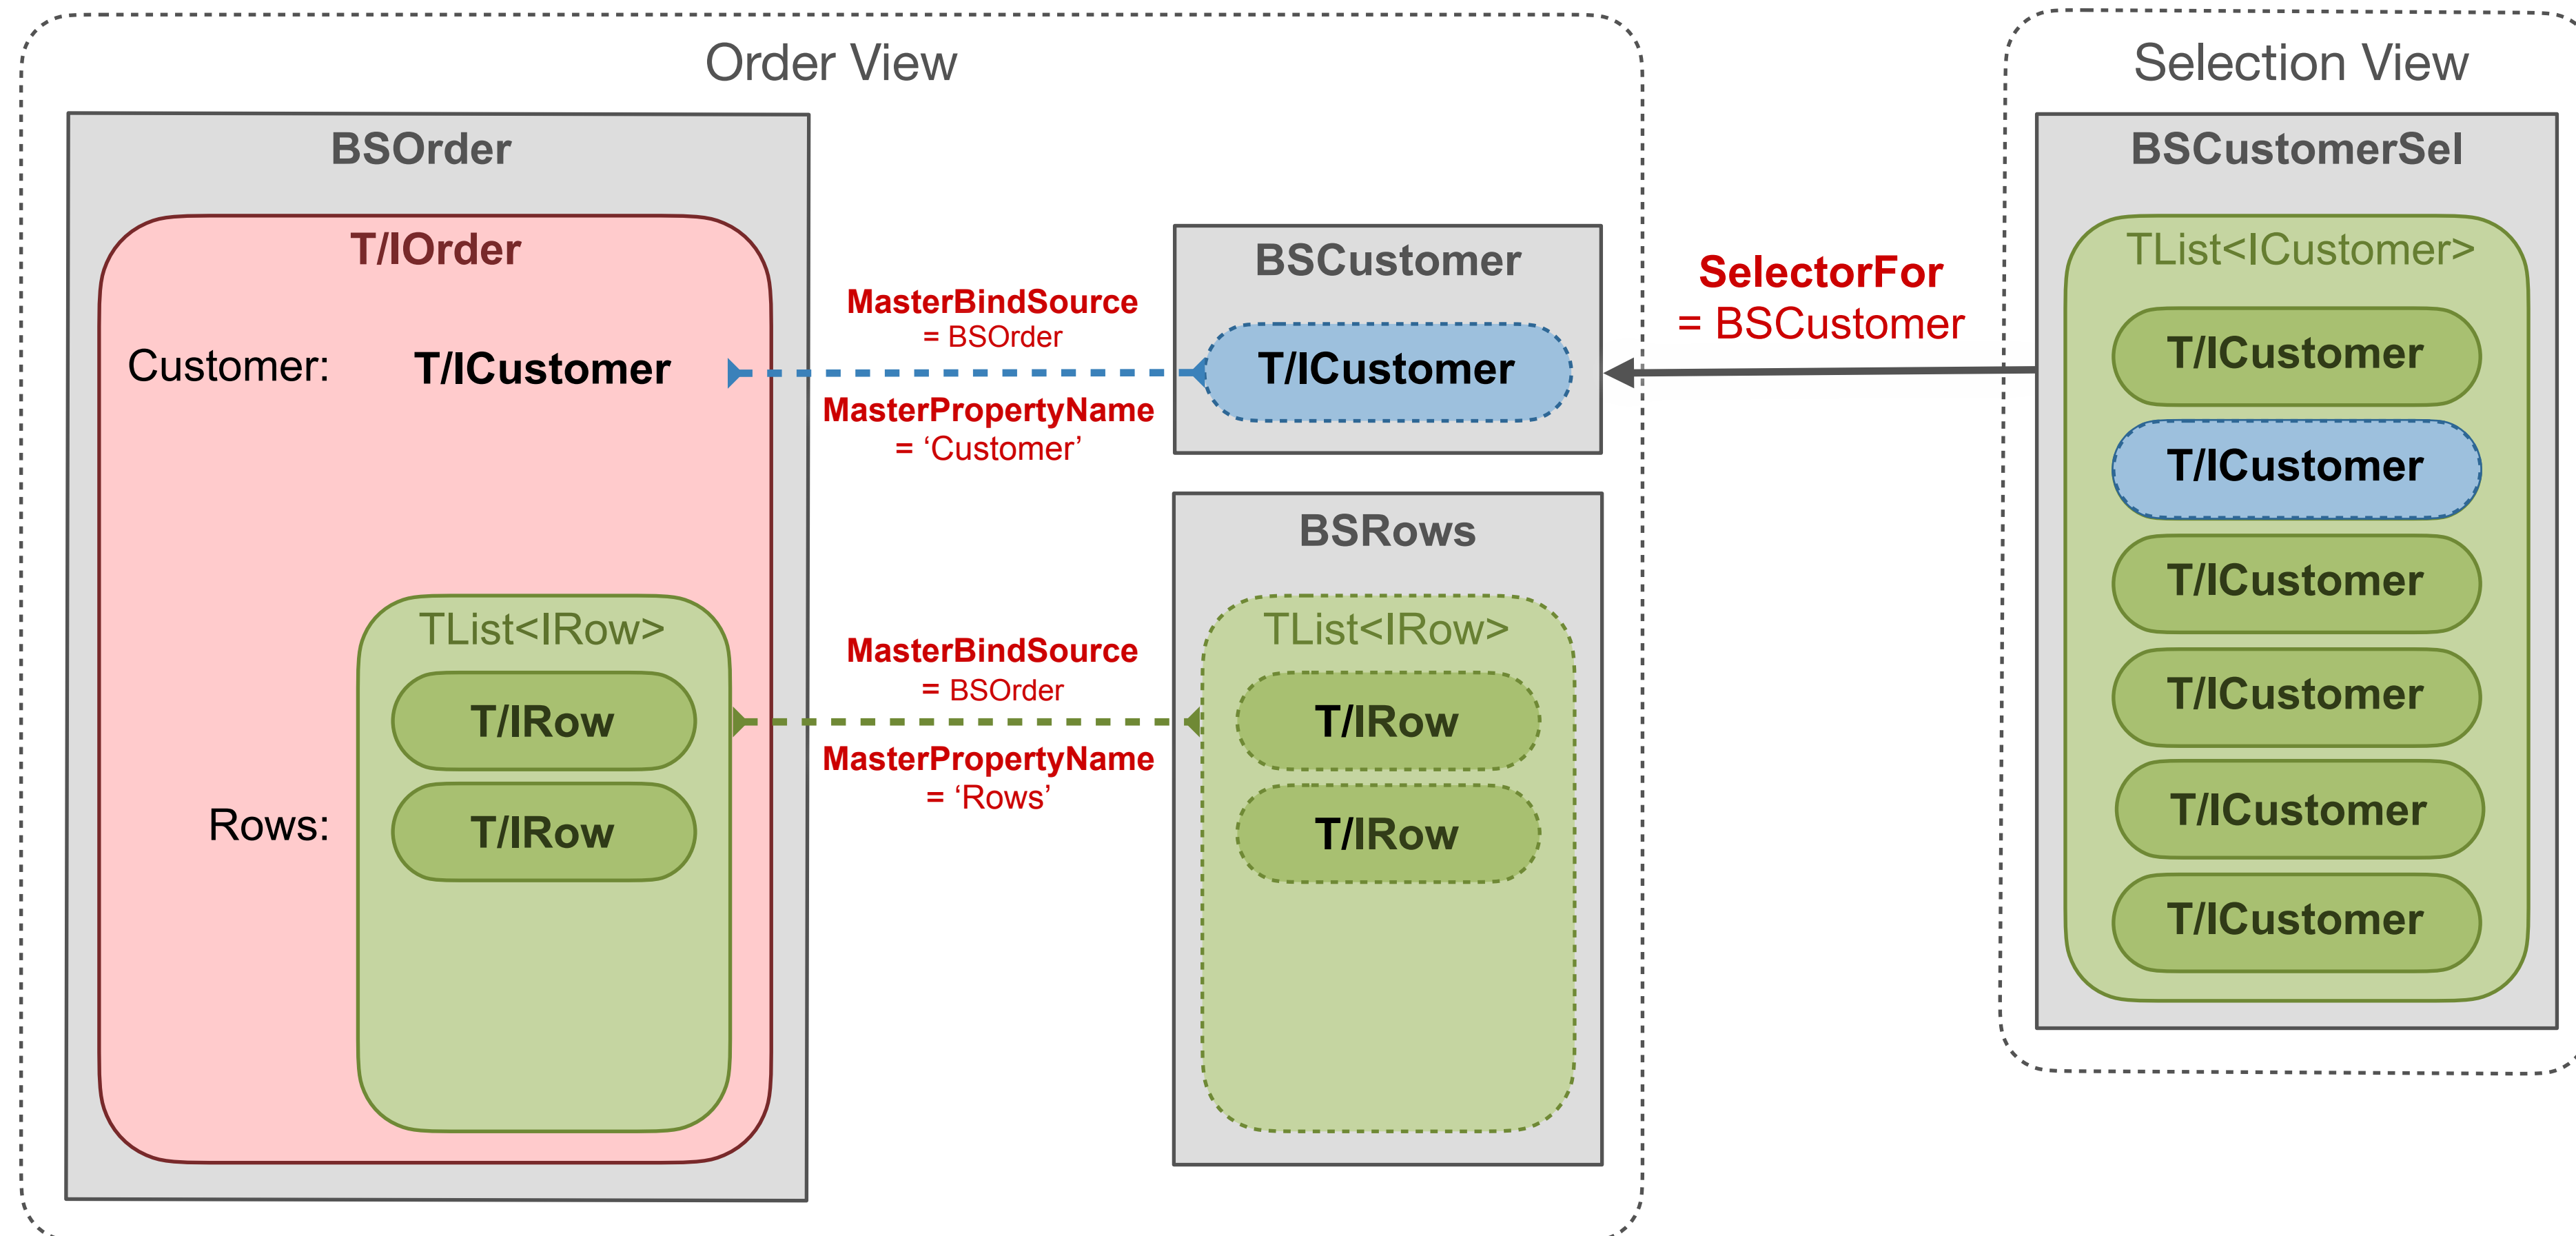 Order View
BSOrder
T/IOrder
Customer: T/ICustomer
TList<IRow>
T/IRow
Rows: T/IRow
MasterBindSource
= BSOrder
MasterPropertyName
= ‘Customer’
MasterBindSource
= BSOrder
MasterPropertyName
= ‘Rows’
BSCustomer
T/ICustomer
BSRows
TList<IRow>
T/IRow
T/IRow
SelectorFor
= BSCustomer
Selection View
BSCustomerSel
TList<ICustomer>
T/ICustomer
T/ICustomer
T/ICustomer
T/ICustomer
T/ICustomer
T/ICustomer